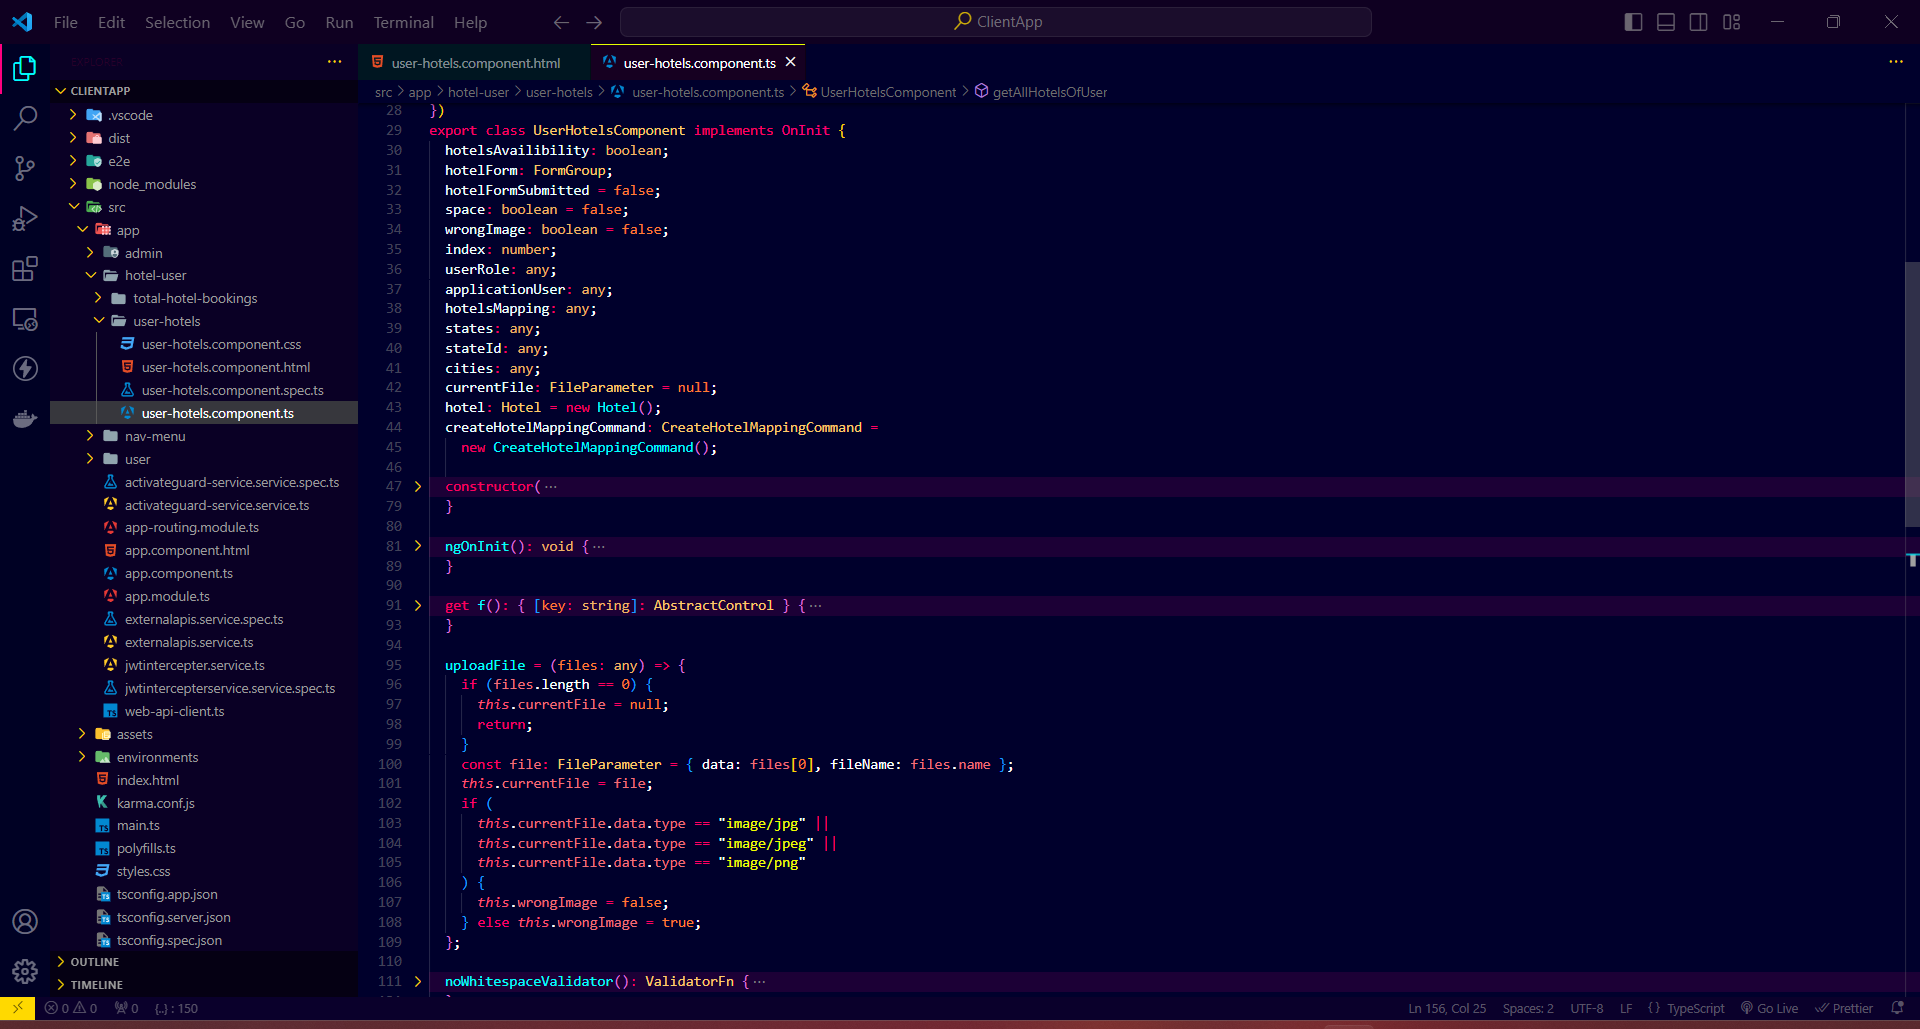 File Edit Selection View Go Run Terminal Help ClientApp
EXPLORER
CLIENTAPP
.vscode
dist
e2e
node_modules
src
app
admin
hotel-user
total-hotel-bookings
user-hotels
user-hotels.component.css
user-hotels.component.html
user-hotels.component.spec.ts
user-hotels.component.ts
nav-menu
user
activateguard-service.service.spec.ts
activateguard-service.service.ts
app-routing.module.ts
app.component.html
app.component.ts
app.module.ts
externalapis.service.spec.ts
externalapis.service.ts
jwtintercepter.service.ts
jwtintercepterservice.service.spec.ts
web-api-client.ts
assets
environments
index.html
karma.conf.js
main.ts
polyfills.ts
styles.css
tsconfig.app.json
tsconfig.server.json
tsconfig.spec.json
OUTLINE
TIMELINE
user-hotels.component.html user-hotels.component.ts
src > app > hotel-user > user-hotels > user-hotels.component.ts > UserHotelsComponent > getAllHotelsOfUser
28 })
29 export class UserHotelsComponent implements OnInit {
30 hotelsAvailibility: boolean;
31 hotelForm: FormGroup;
32 hotelFormSubmitted = false;
33 space: boolean = false;
34 wrongImage: boolean = false;
35 index: number;
36 userRole: any;
37 applicationUser: any;
38 hotelsMapping: any;
39 states: any;
40 stateId: any;
41 cities: any;
42 currentFile: FileParameter = null;
43 hotel: Hotel = new Hotel();
44 createHotelMappingCommand: CreateHotelMappingCommand =
45 new CreateHotelMappingCommand();
46
47 constructor( ···
79 }
80
81 ngOnInit(): void { ···
89 }
90
91 get f(): { [key: string]: AbstractControl } { ···
93 }
94
95 uploadFile = (files: any) => {
96 if (files.length == 0) {
97 this.currentFile = null;
98 return;
99 }
100 const file: FileParameter = { data: files[0], fileName: files.name };
101 this.currentFile = file;
102 if (
103 this.currentFile.data.type == "image/jpg" ||
104 this.currentFile.data.type == "image/jpeg" ||
105 this.currentFile.data.type == "image/png"
106 ) {
107 this.wrongImage = false;
108 } else this.wrongImage = true;
109 };
110
111 noWhitespaceValidator(): ValidatorFn { ···
0 0 0 {..} : 150 Ln 156, Col 25 Spaces: 2 UTF-8 LF { } TypeScript Go Live Prettier